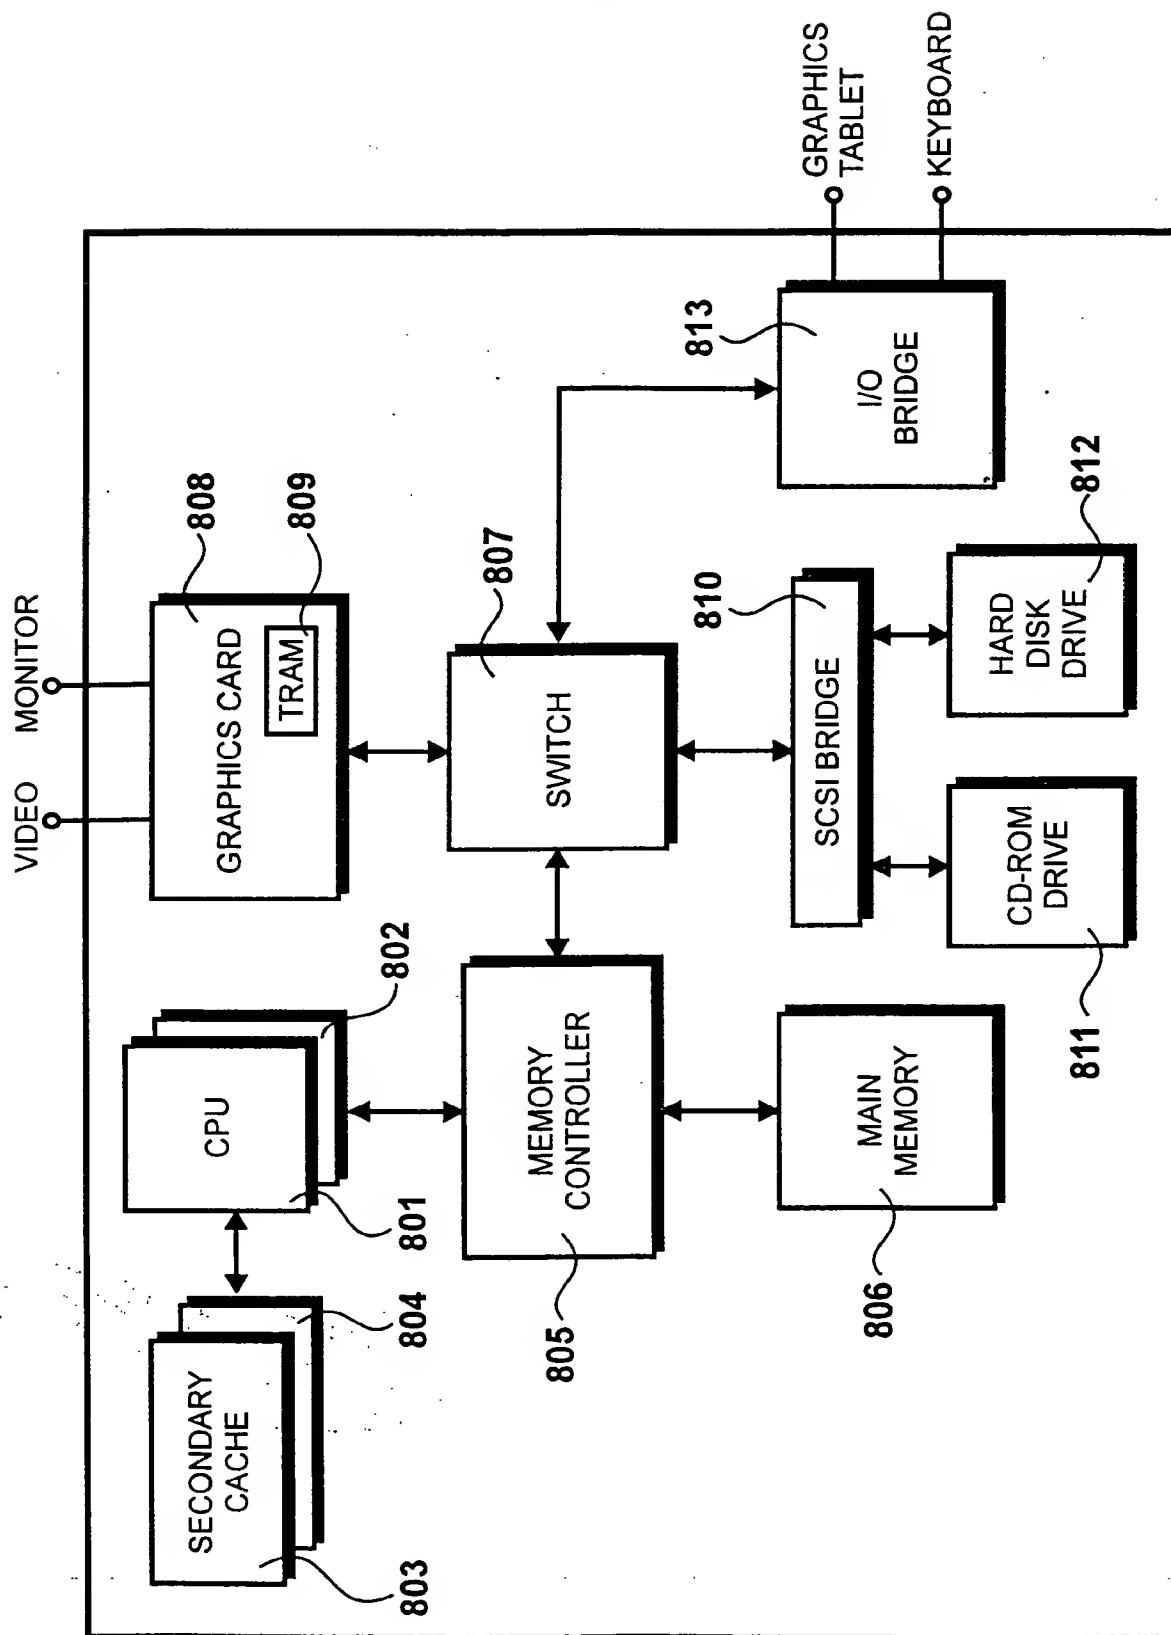 VIDEO
MONITOR
SECONDARY
CACHE
803
804
CPU
801
802
GRAPHICS CARD
TRAM
808
809
MEMORY
CONTROLLER
805
SWITCH
807
MAIN
MEMORY
806
SCSI BRIDGE
810
CD-ROM
DRIVE
811
HARD
DISK
DRIVE
812
I/O
BRIDGE
813
GRAPHICS
TABLET
KEYBOARD